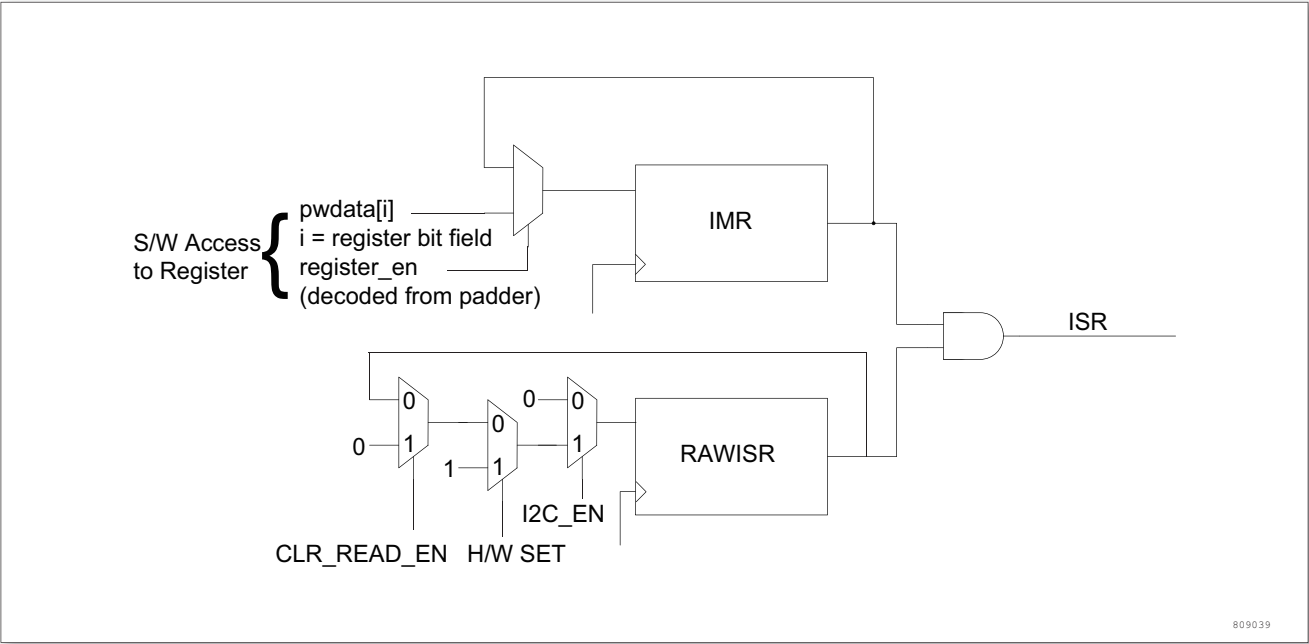 pwdata[i]
i = register bit field
register_en
(decoded from padder)
S/W Access
to Register
{
IMR
ISR
0
1
0
0
1
1
0
0
1
RAWISR
I2C_EN
CLR_READ_EN
H/W SET
809039